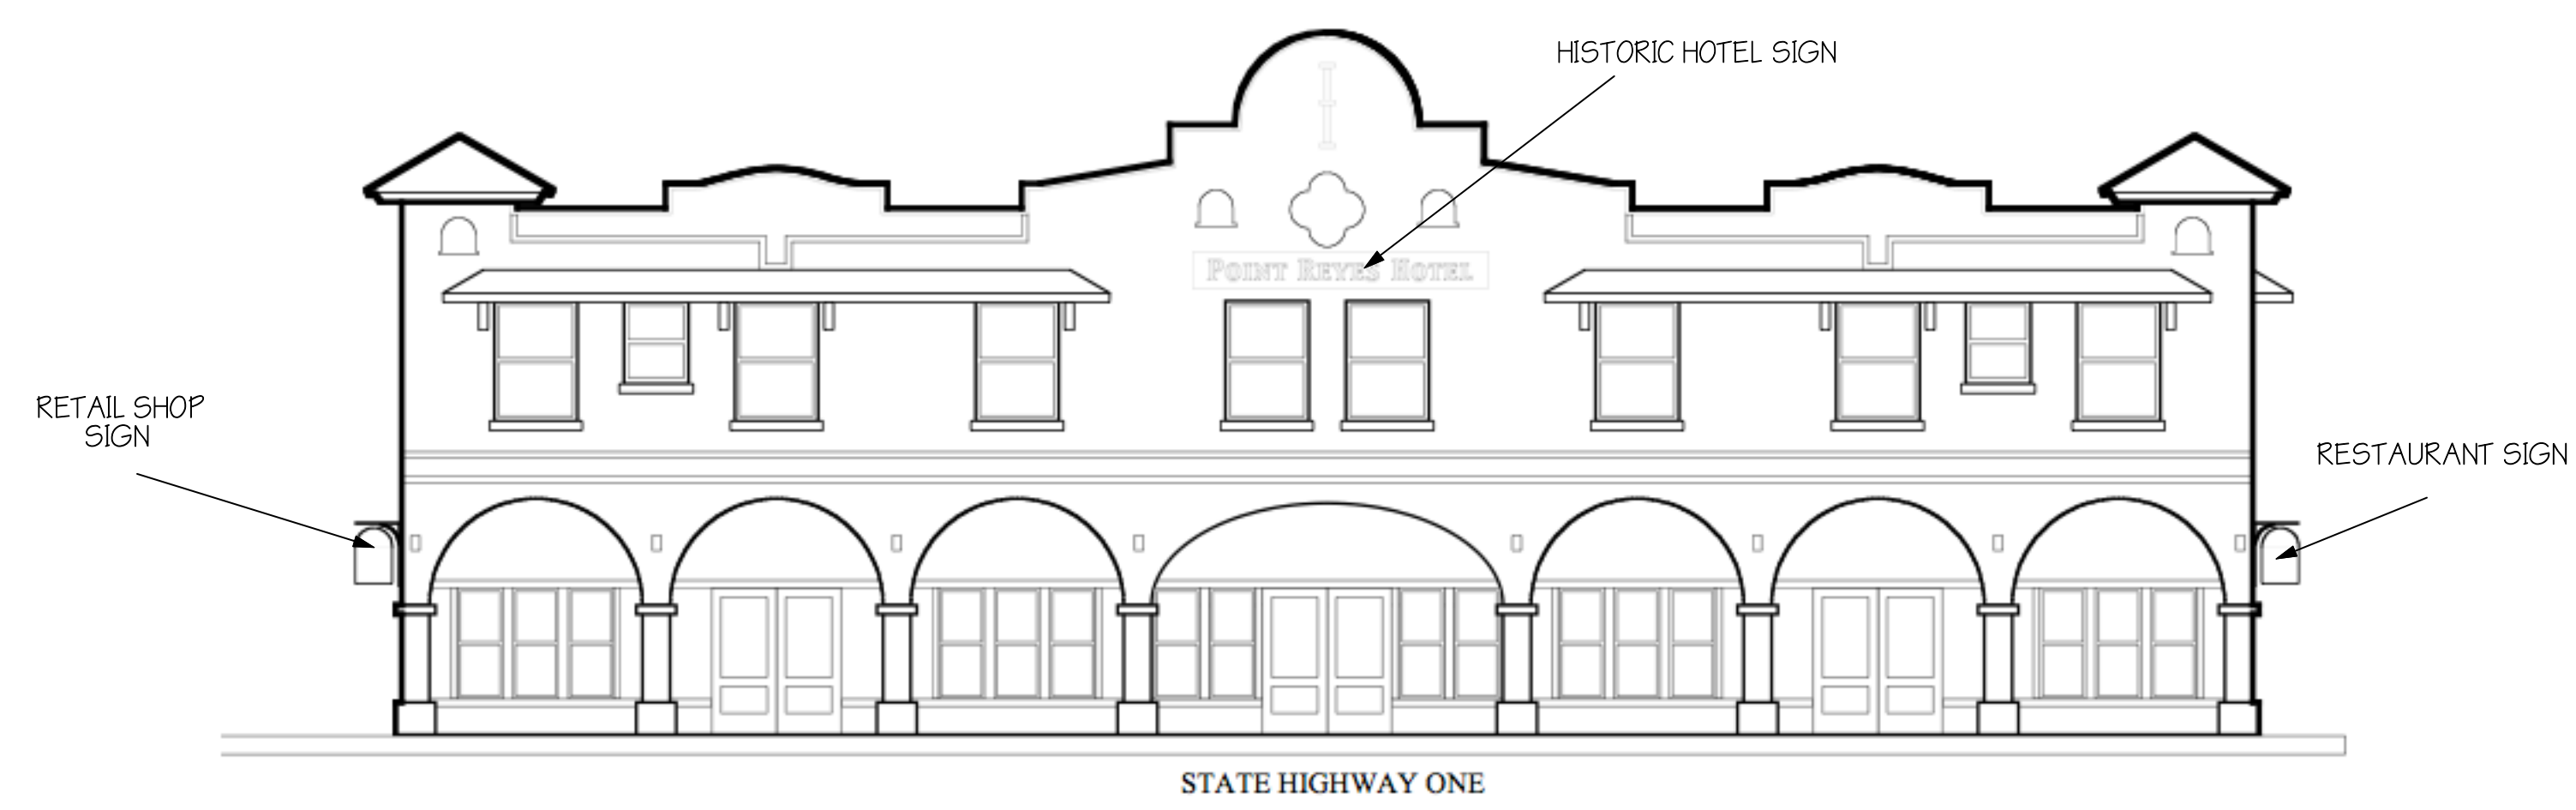 HISTORIC HOTEL SIGN
POINT REYES HOTEL
RETAIL SHOP
SIGN
RESTAURANT SIGN
STATE HIGHWAY ONE